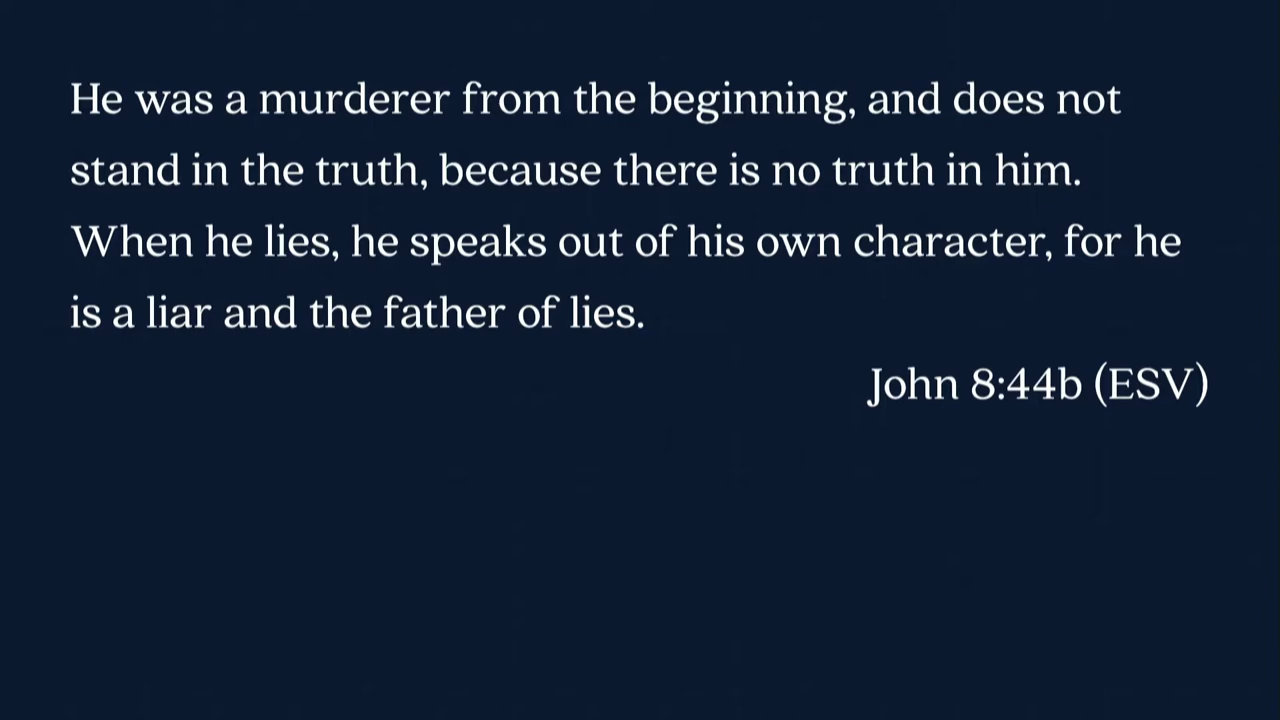 He was a murderer from the beginning, and does not
stand in the truth, because there is no truth in him.
When he lies, he speaks out of his own character, for he
is a liar and the father of lies.
John 8:44b (ESV)